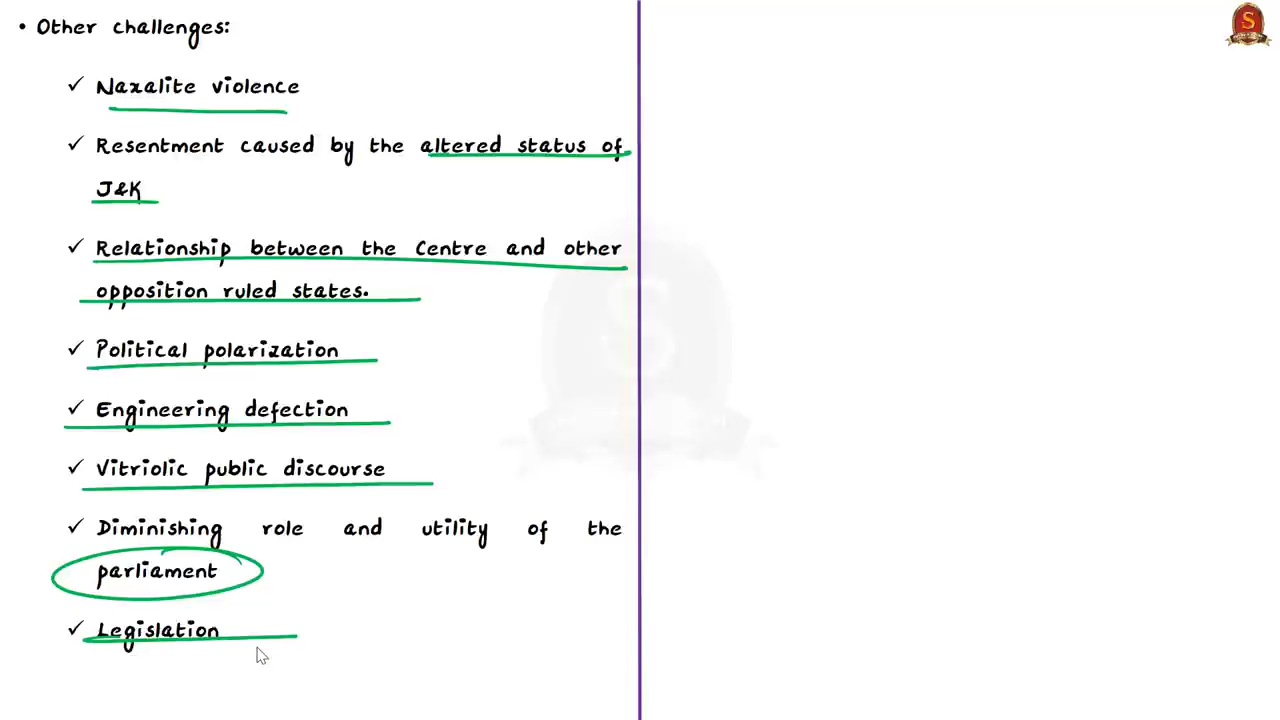 • Other challenges:
✓ Naxalite violence
✓ Resentment caused by the altered status of
J&K
✓ Relationship between the Centre and other
opposition ruled states.
✓ Political polarization
✓ Engineering defection
✓ Vitriolic public discourse
✓ Diminishing role and utility of the
parliament
✓ Legislation
S